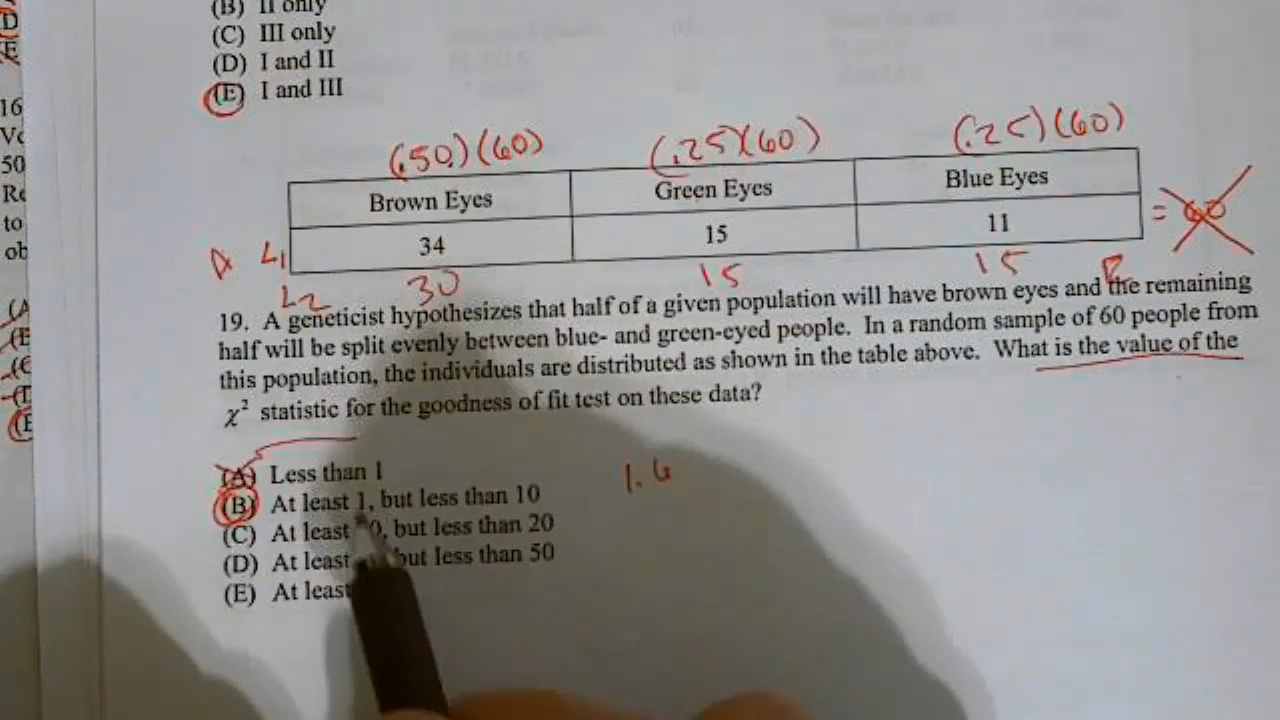 (B) II only
(C) III only
(D) I and II
(E) I and III
(.50)(60) (.25)(60) (.25)(60)
Brown Eyes Green Eyes Blue Eyes
L1 34 15 11 = 60
L2 30 15 15
19. A geneticist hypothesizes that half of a given population will have brown eyes and the remaining
half will be split evenly between blue- and green-eyed people. In a random sample of 60 people from
this population, the individuals are distributed as shown in the table above. What is the value of the
χ² statistic for the goodness of fit test on these data?
(A) Less than 1
(B) At least 1, but less than 10
1.6
(C) At least 0, but less than 20
(D) At least but less than 50
(E) At least
D
E
16
50
to
ob